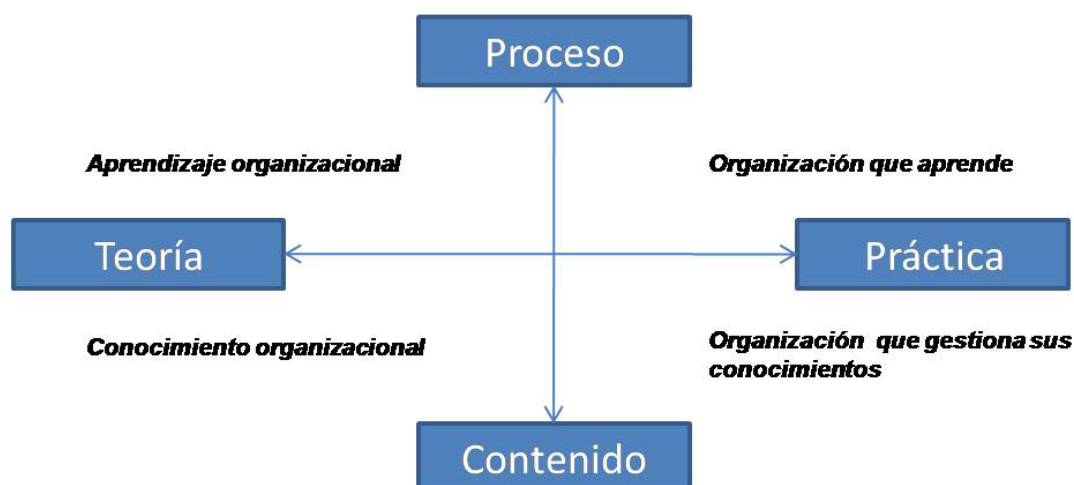 Proceso
Aprendizaje organizacional
Organización que aprende
Teoría
Práctica
Conocimiento organizacional
Organización que gestiona sus
conocimientos
Contenido